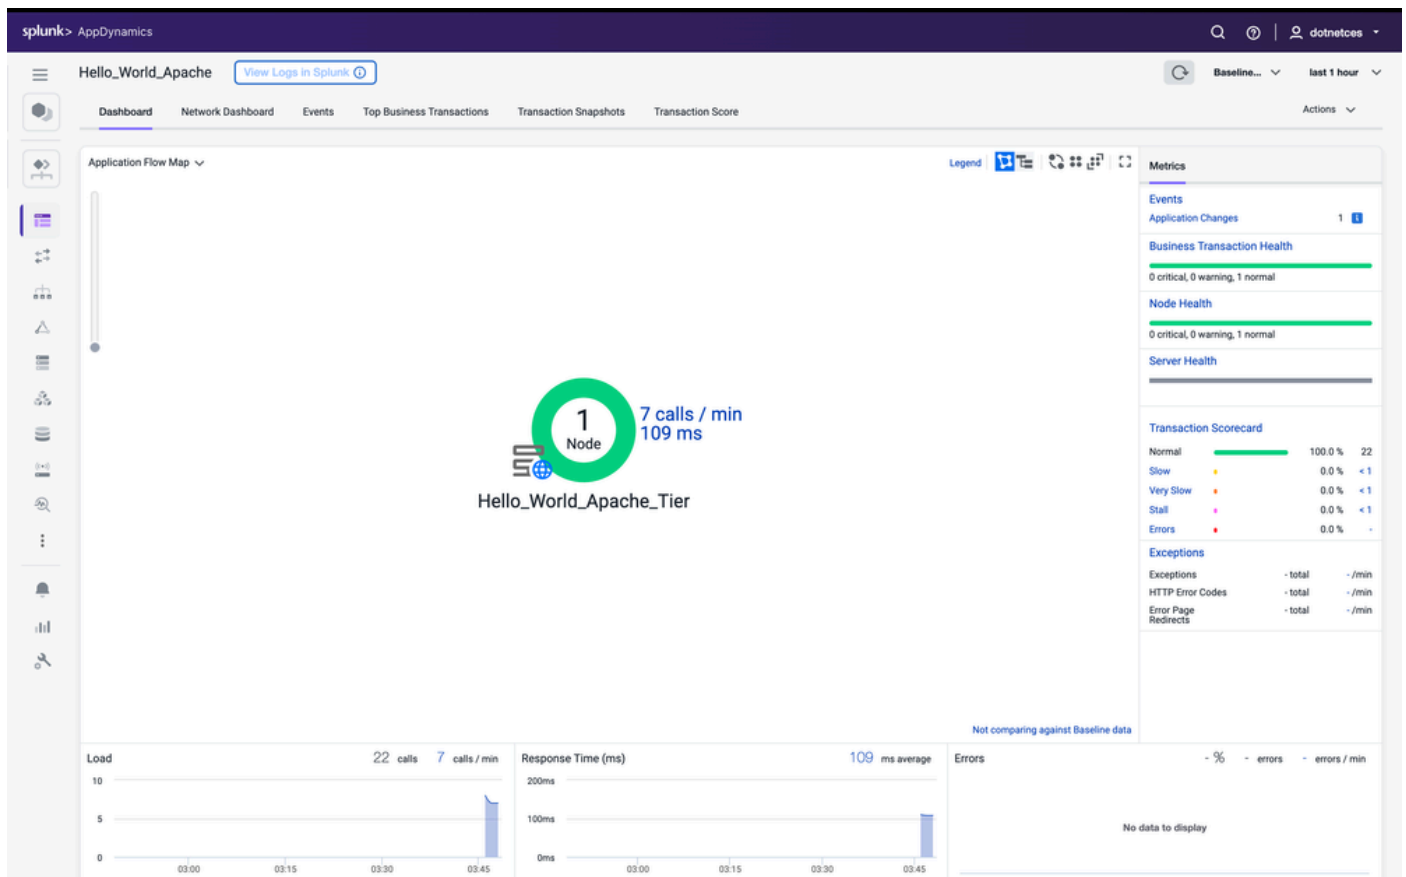 splunk> AppDynamics
dotnetces
Hello_World_Apache
View Logs in Splunk
Baseline...
last 1 hour
Dashboard Network Dashboard Events Top Business Transactions Transaction Snapshots Transaction Score
Actions
Application Flow Map
Legend
1
Node
7 calls / min
109 ms
Hello_World_Apache_Tier
Not comparing against Baseline data
Metrics
Events
Application Changes 1
Business Transaction Health
0 critical, 0 warning, 1 normal
Node Health
0 critical, 0 warning, 1 normal
Server Health
Transaction Scorecard
Normal 100.0 % 22
Slow 0.0 % < 1
Very Slow 0.0 % < 1
Stall 0.0 % < 1
Errors 0.0 % -
Exceptions
Exceptions - total - /min
HTTP Error Codes - total - /min
Error Page - total - /min
Redirects
Load 22 calls 7 calls / min
10
5
0
03:00 03:15 03:30 03:45
Response Time (ms) 109 ms average
200ms
100ms
0ms
03:00 03:15 03:30 03:45
Errors - % - errors - errors / min
No data to display